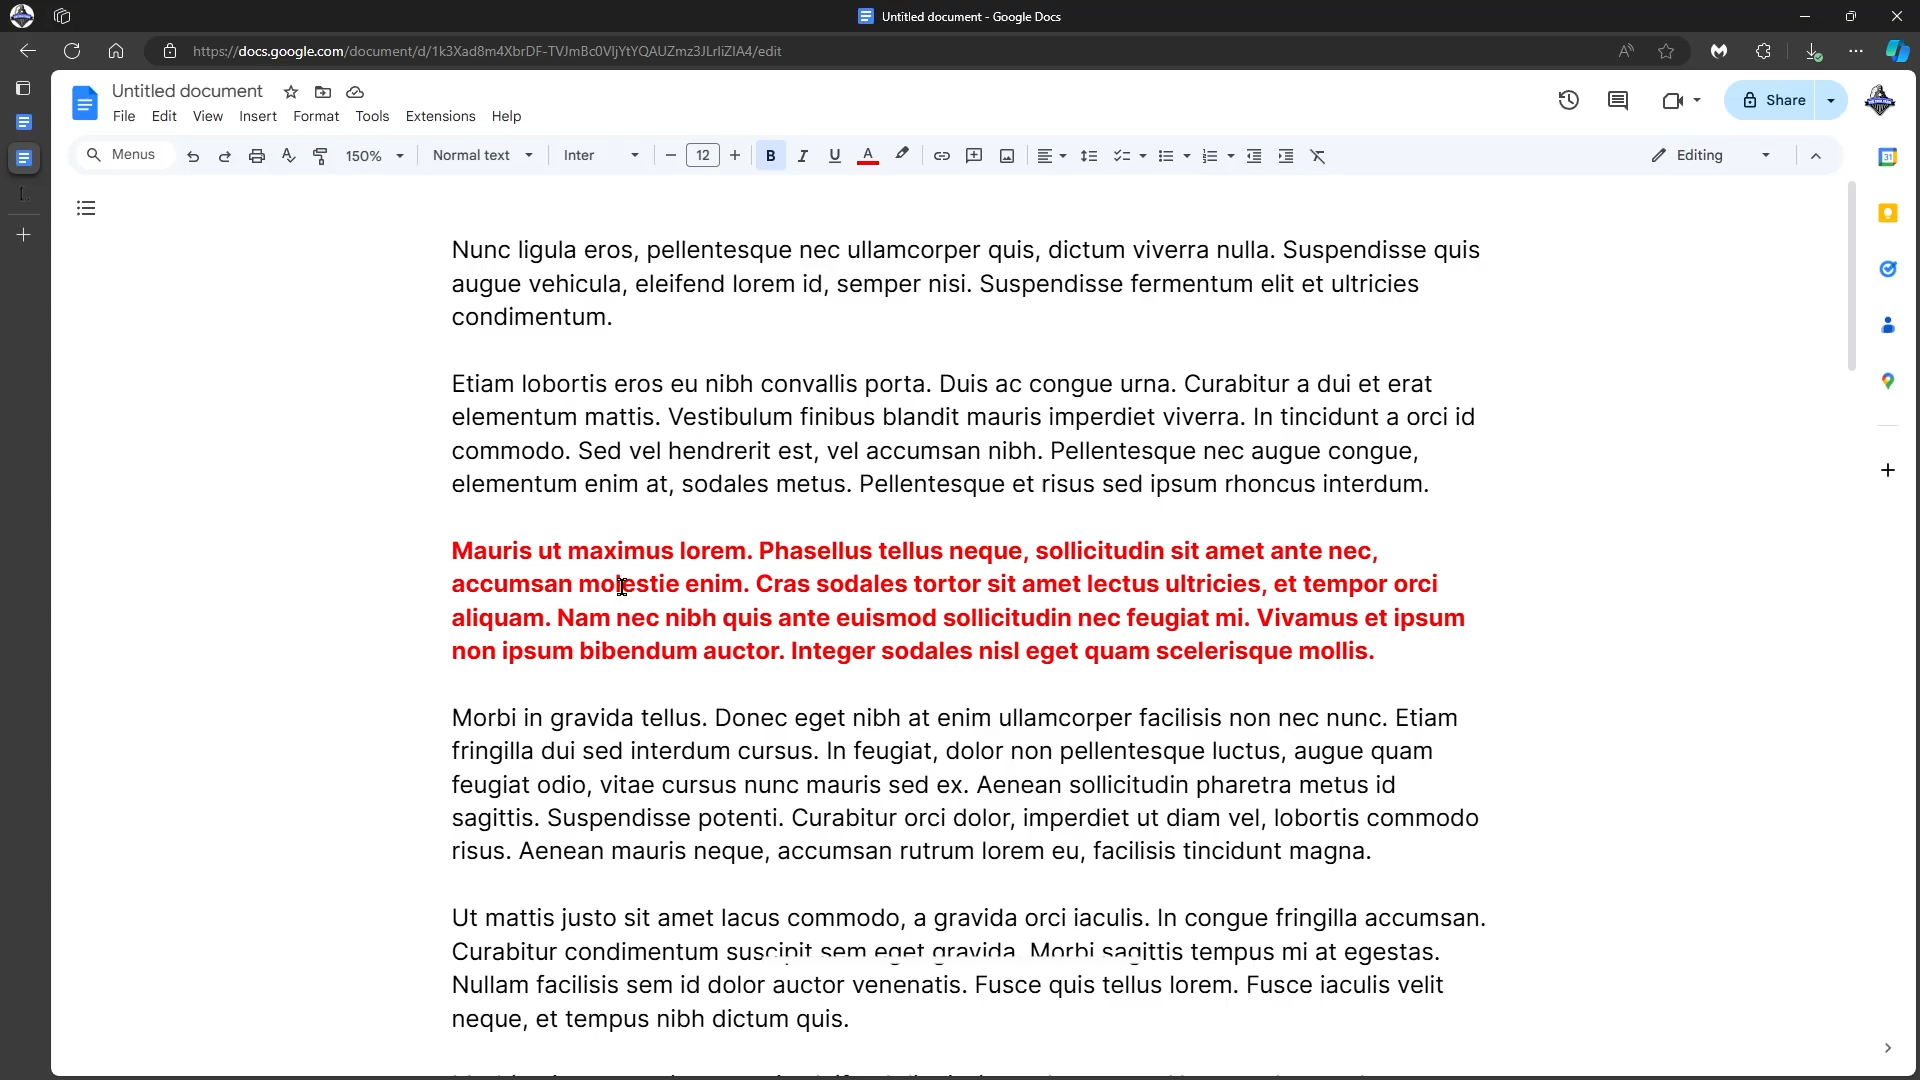 Untitled document - Google Docs
https://docs.google.com/document/d/1k3Xad8m4XbrDF-TVJmBc0VIjYtYQAUZmz3JLrliZIA4/edit
Untitled document
File Edit View Insert Format Tools Extensions Help
Share
Menus 150% Normal text Inter 12 B I U A Editing
Nunc ligula eros, pellentesque nec ullamcorper quis, dictum viverra nulla. Suspendisse quis
augue vehicula, eleifend lorem id, semper nisi. Suspendisse fermentum elit et ultricies
condimentum.
Etiam lobortis eros eu nibh convallis porta. Duis ac congue urna. Curabitur a dui et erat
elementum mattis. Vestibulum finibus blandit mauris imperdiet viverra. In tincidunt a orci id
commodo. Sed vel hendrerit est, vel accumsan nibh. Pellentesque nec augue congue,
elementum enim at, sodales metus. Pellentesque et risus sed ipsum rhoncus interdum.
Mauris ut maximus lorem. Phasellus tellus neque, sollicitudin sit amet ante nec,
accumsan molestie enim. Cras sodales tortor sit amet lectus ultricies, et tempor orci
aliquam. Nam nec nibh quis ante euismod sollicitudin nec feugiat mi. Vivamus et ipsum
non ipsum bibendum auctor. Integer sodales nisl eget quam scelerisque mollis.
Morbi in gravida tellus. Donec eget nibh at enim ullamcorper facilisis non nec nunc. Etiam
fringilla dui sed interdum cursus. In feugiat, dolor non pellentesque luctus, augue quam
feugiat odio, vitae cursus nunc mauris sed ex. Aenean sollicitudin pharetra metus id
sagittis. Suspendisse potenti. Curabitur orci dolor, imperdiet ut diam vel, lobortis commodo
risus. Aenean mauris neque, accumsan rutrum lorem eu, facilisis tincidunt magna.
Ut mattis justo sit amet lacus commodo, a gravida orci iaculis. In congue fringilla accumsan.
Curabitur condimentum suscipit sem eget gravida. Morbi sagittis tempus mi at egestas.
Nullam facilisis sem id dolor auctor venenatis. Fusce quis tellus lorem. Fusce iaculis velit
neque, et tempus nibh dictum quis.